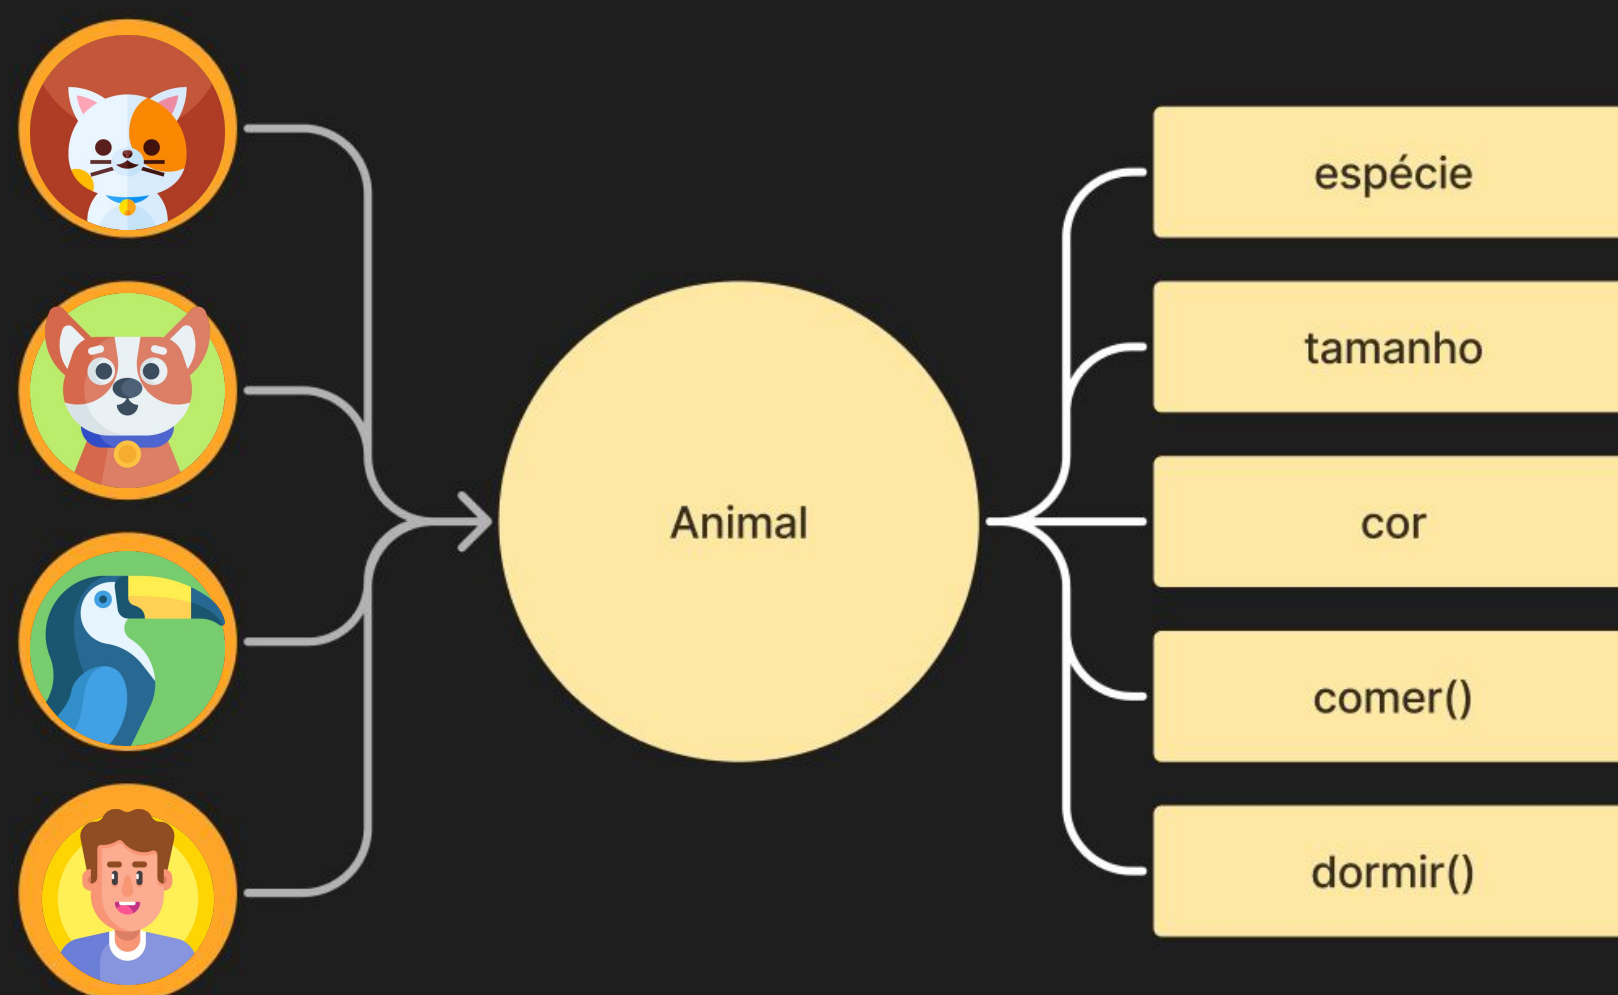 Animal
espécie
tamanho
cor
comer()
dormir()